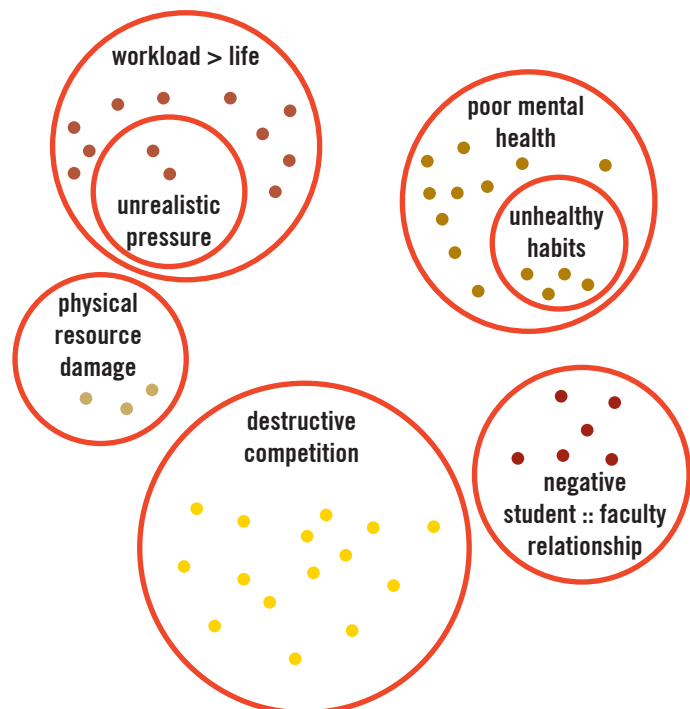 workload > life
unrealistic
pressure
poor mental
health
unhealthy
habits
physical
resource
damage
destructive
competition
negative
student :: faculty
relationship